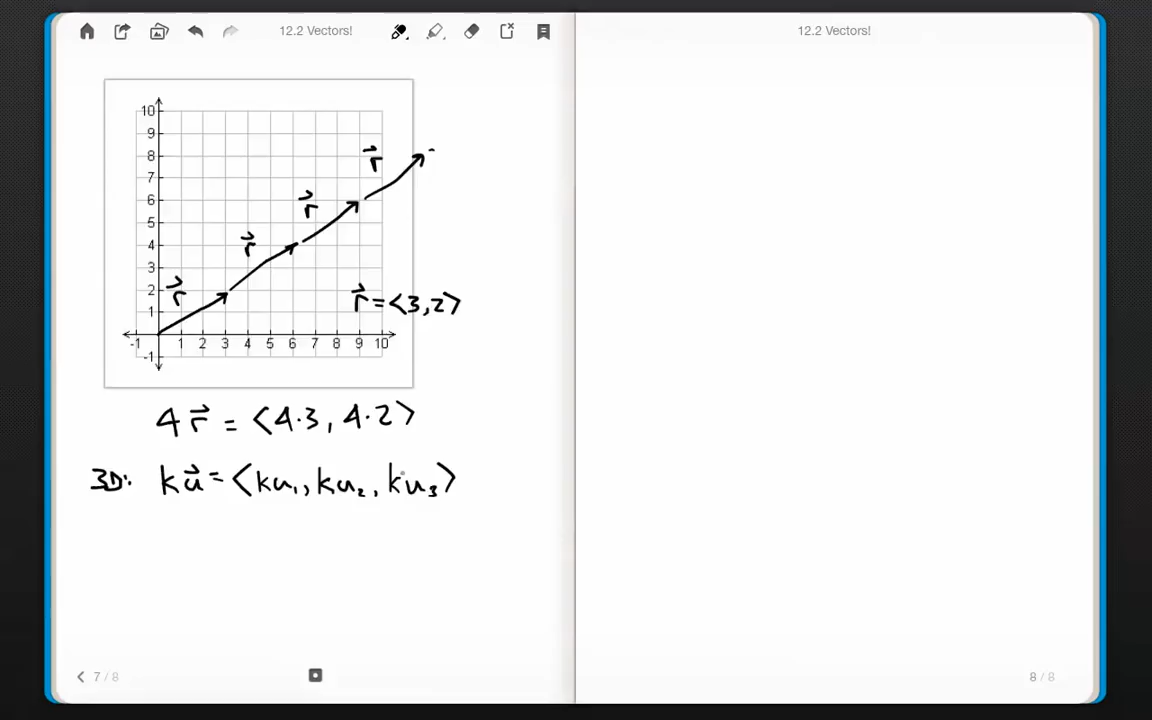 12.2 Vectors!
12.2 Vectors!
10
9
8
7
6
5
4
3
2
1
-1
-1 1 2 3 4 5 6 7 8 9 10
r⃗
r⃗
r⃗
r⃗
r⃗=⟨3,2⟩
4r⃗ = ⟨4·3, 4·2⟩
3D: ku⃗=⟨ku₁, ku₂, ku₃⟩
7 / 8
8 / 8